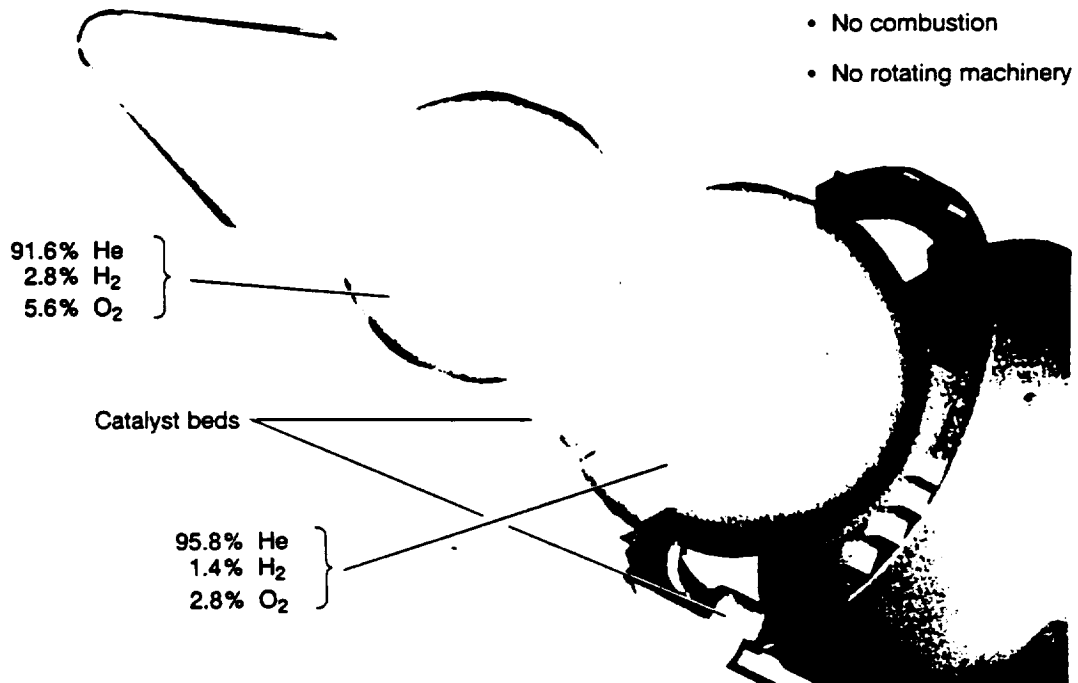 • No combustion
• No rotating machinery
91.6% He
2.8% H₂
5.6% O₂
Catalyst beds
95.8% He
1.4% H₂
2.8% O₂